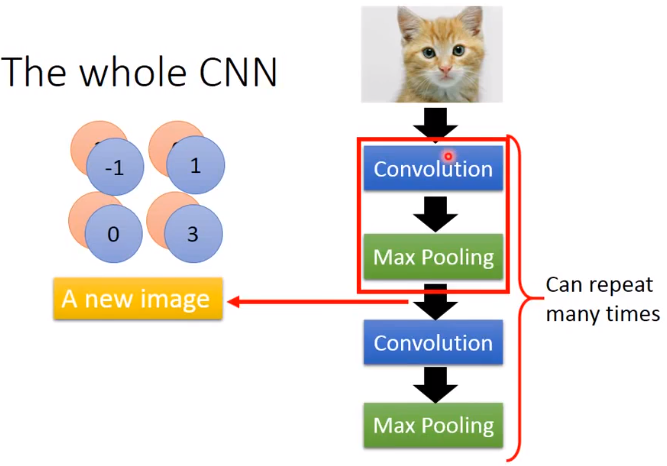 The whole CNN
-1
1
0
3
A new image
Convolution
Max Pooling
Convolution
Max Pooling
Can repeat
many times